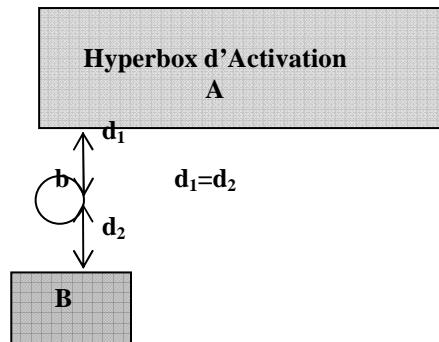 Hyperbox d’Activation
A
d₁
b d₁=d₂
d₂
B